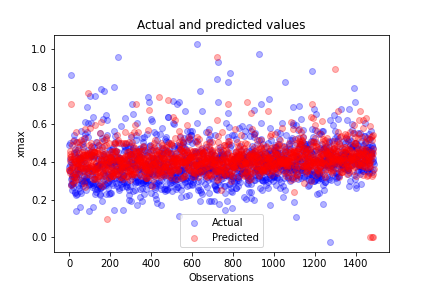 Actual and predicted values
1.0
0.8
0.6
0.4
0.2
0.0
xmax
0 200 400 600 800 1000 1200 1400
Observations
Actual
Predicted